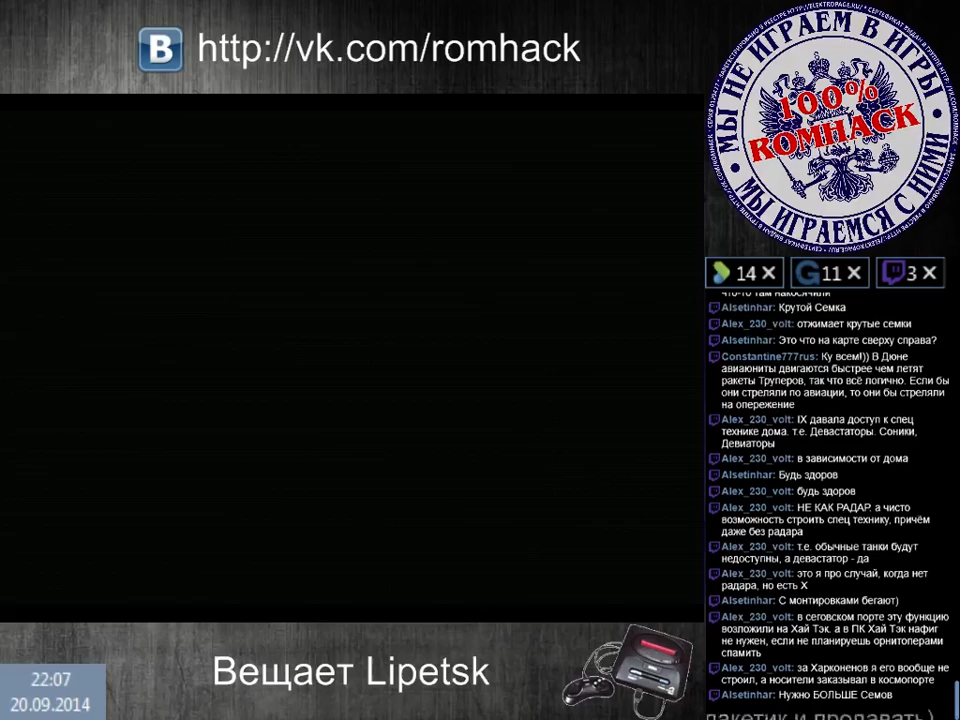 http://vk.com/romhack
МЫ НЕ ИГРАЕМ В ИГРЫ
100%
ROMHACK
МЫ ИГРАЕМСЯ С НИМИ
14 X
11 X
3 X
что-то там накосячили
Alsetinhar: Крутой Семка
Alex_230_volt: отжимает крутые семки
Alsetinhar: Это что на карте сверху справа?
Constantine777rus: Ку всем!)) В Дюне
авиаюниты двигаются быстрее чем летят
ракеты Труперов, так что всё логично. Если бы
они стреляли по авиации, то они бы стреляли
на опережение
Alex_230_volt: IX давала доступ к спец
технике дома. т.е. Девастаторы. Соники,
Девиаторы
Alex_230_volt: в зависимости от дома
Alsetinhar: Будь здоров
Alex_230_volt: будь здоров
Alex_230_volt: НЕ КАК РАДАР. а чисто
возможность строить спец технику, причём
даже без радара
Alex_230_volt: т.е. обычные танки будут
недоступны, а девастатор - да
Alex_230_volt: это я про случай, когда нет
радара, но есть X
Alsetinhar: С монтировками бегают)
Alex_230_volt: в сеговском порте эту функцию
возложили на Хай Тэк. а в ПК Хай Тэк нафиг
не нужен, если не планируешь орнитоперами
спамить
Alex_230_volt: за Харконенов я его вообще не
строил, а носители заказывал в космопорте
Alsetinhar: Нужно БОЛЬШЕ Семов
пакетик и продавать)
Вещает Lipetsk
22:07
20.09.2014